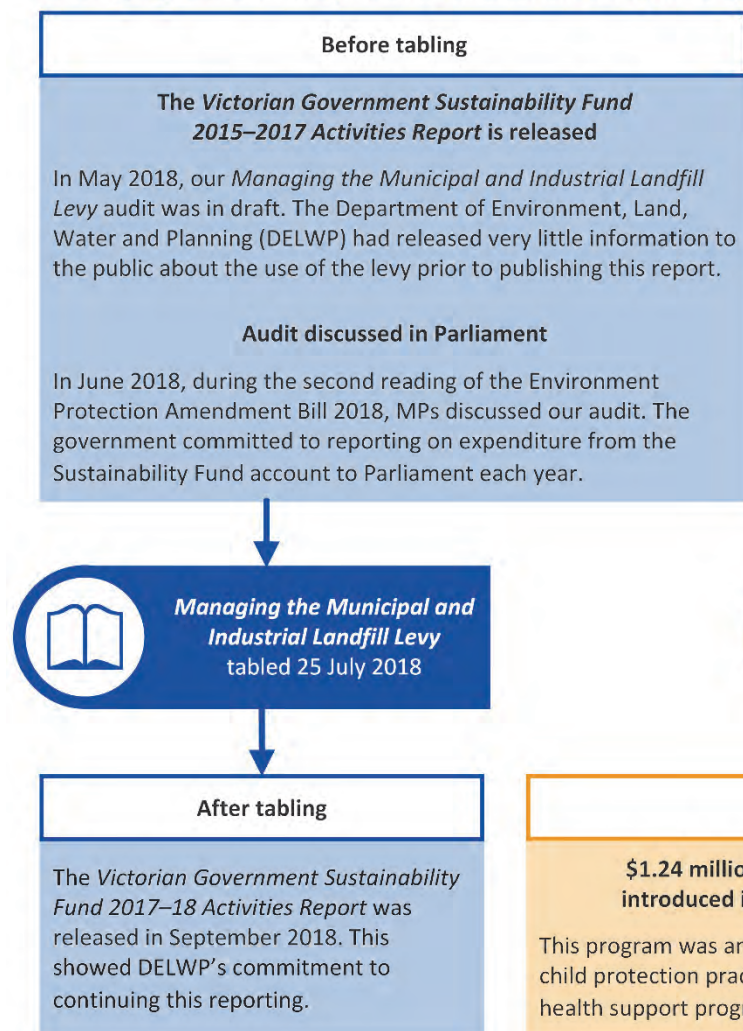 Before tabling
The Victorian Government Sustainability Fund
2015–2017 Activities Report is released
In May 2018, our Managing the Municipal and Industrial Landfill
Levy audit was in draft. The Department of Environment, Land,
Water and Planning (DELWP) had released very little information to
the public about the use of the levy prior to publishing this report.
Audit discussed in Parliament
In June 2018, during the second reading of the Environment
Protection Amendment Bill 2018, MPs discussed our audit. The
government committed to reporting on expenditure from the
Sustainability Fund account to Parliament each year.
Managing the Municipal and
Industrial Landfill Levy
tabled 25 July 2018
After tabling
The Victorian Government Sustainability
Fund 2017–18 Activities Report was
released in September 2018. This
showed DELWP's commitment to
continuing this reporting.
$1.24
introduced
This program was
child protection
health support